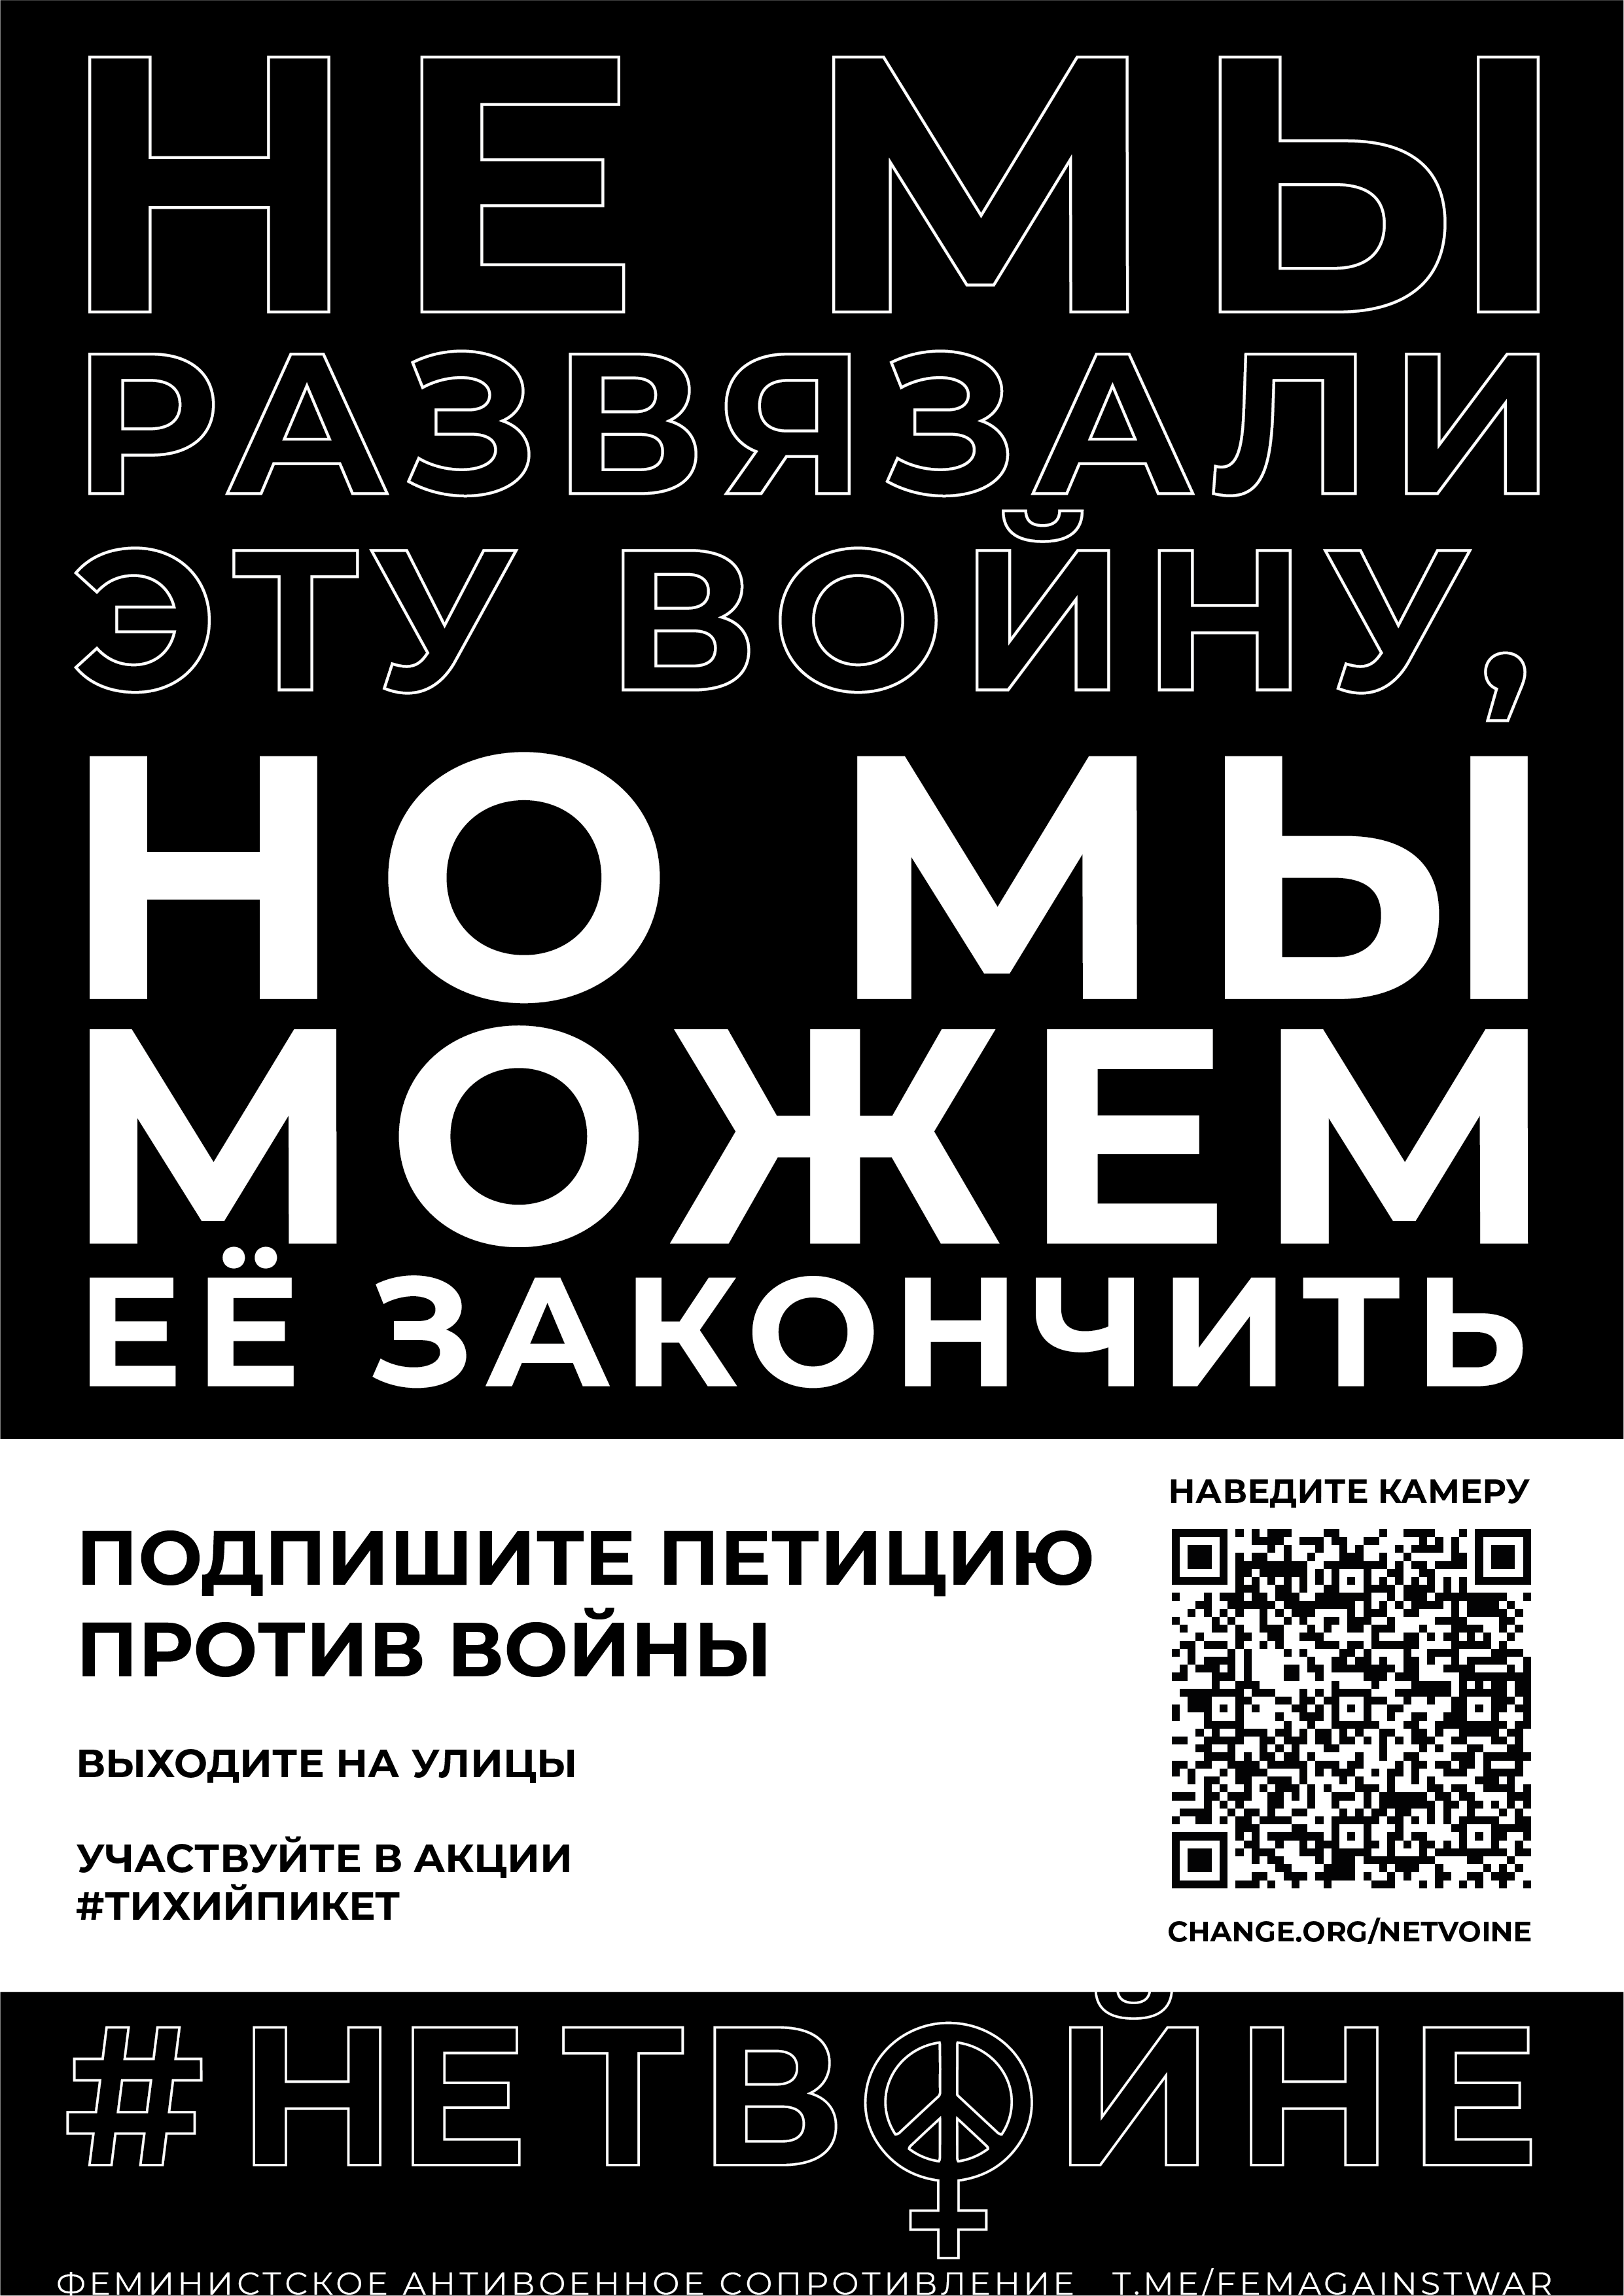 НЕ МЫ
РАЗВЯЗАЛИ
ЭТУ ВОЙНУ,
НО МЫ
МОЖЕМ
ЕЁ ЗАКОНЧИТЬ
ПОДПИШИТЕ ПЕТИЦИЮ
ПРОТИВ ВОЙНЫ
ВЫХОДИТЕ НА УЛИЦЫ
УЧАСТВУЙТЕ В АКЦИИ
#ТИХИЙПИКЕТ
НАВЕДИТЕ КАМЕРУ
CHANGE.ORG/NETVOINE
#НЕТВОЙНЕ
ФЕМИНИСТСКОЕ АНТИВОЕННОЕ СОПРОТИВЛЕНИЕ T.ME/FEMAGAINSTWAR